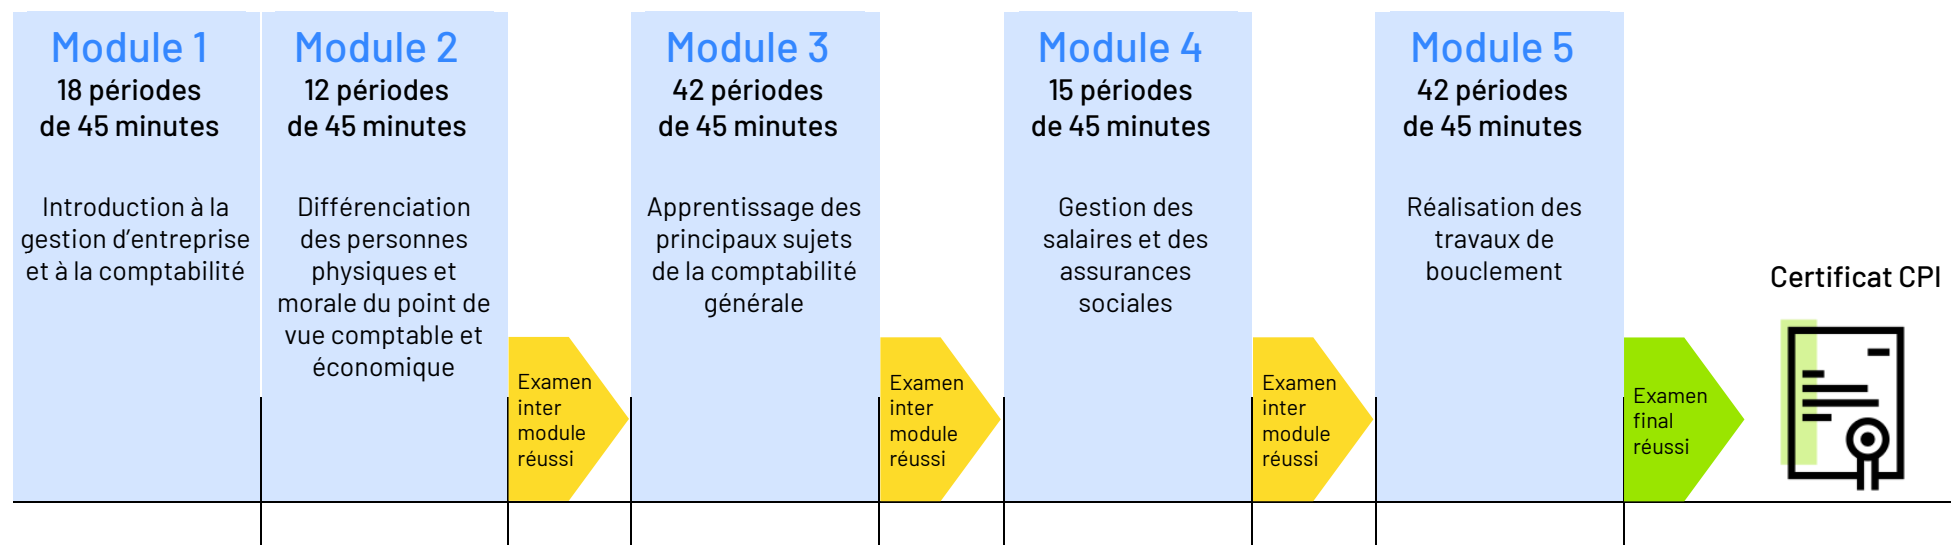 Module 1
18 périodes
de 45 minutes
Introduction à la
gestion d'entreprise
et à la comptabilité
Module 2
12 périodes
de 45 minutes
Différenciation
des personnes
physiques et
morale du point de
vue comptable et
économique
Examen
inter
module
réussi
Module 3
42 périodes
de 45 minutes
Apprentissage des
principaux sujets
de la comptabilité
générale
Examen
inter
module
réussi
Module 4
15 périodes
de 45 minutes
Gestion des
salaires et des
assurances
sociales
Examen
inter
module
réussi
Module 5
42 périodes
de 45 minutes
Réalisation des
travaux de
bouclement
Examen
final
réussi
Certificat CPI